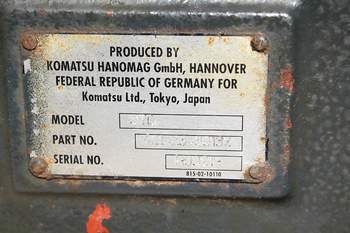 PRODUCED BY
KOMATSU HANOMAG GmbH, HANNOVER
FEDERAL REPUBLIC OF GERMANY FOR
Komatsu Ltd., Tokyo, Japan
MODEL
PART NO.
SERIAL NO.
815-02-10110